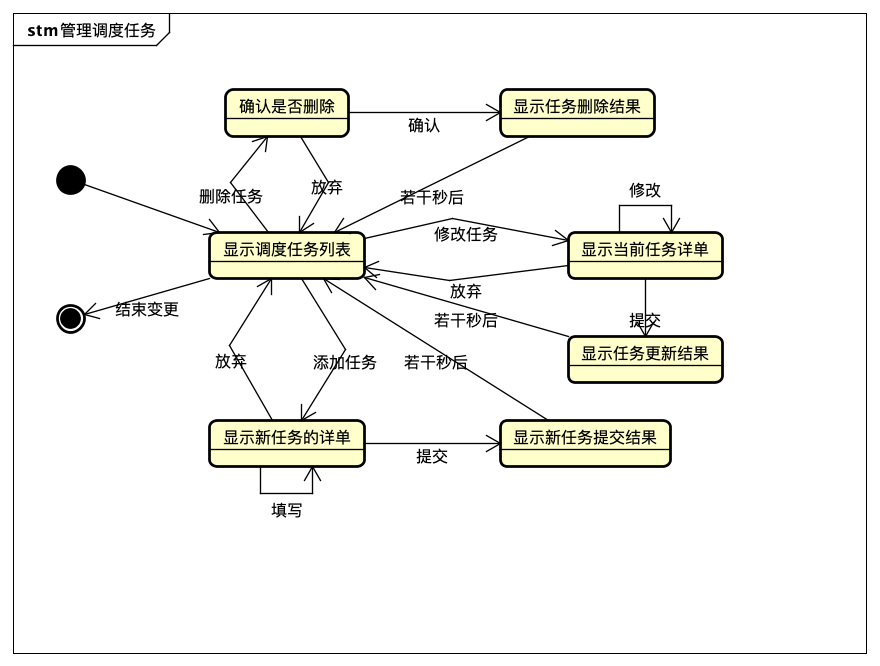 stm 管理调度任务
确认是否删除
显示任务删除结果
确认
删除任务
放弃
若干秒后
修改
修改任务
显示调度任务列表
显示当前任务详单
放弃
结束变更
若干秒后
提交
显示任务更新结果
放弃
添加任务
若干秒后
显示新任务的详单
显示新任务提交结果
提交
填写